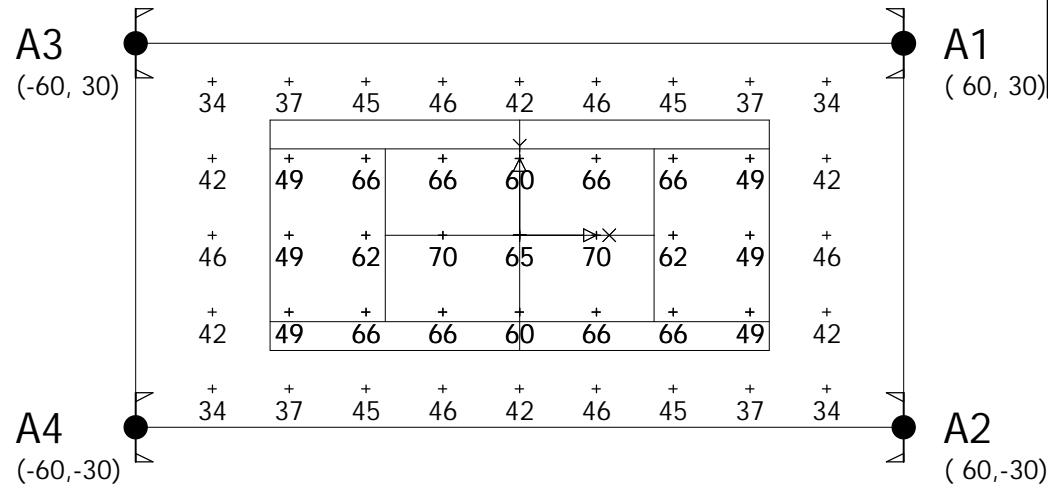 A3
(-60, 30)
A1
( 60, 30)
34 37 45 46 42 46 45 37 34
42 49 66 66 60 66 66 49 42
46 49 62 70 65 70 62 49 46
42 49 66 66 60 66 66 49 42
34 37 45 46 42 46 45 37 34
A4
(-60,-30)
A2
( 60,-30)